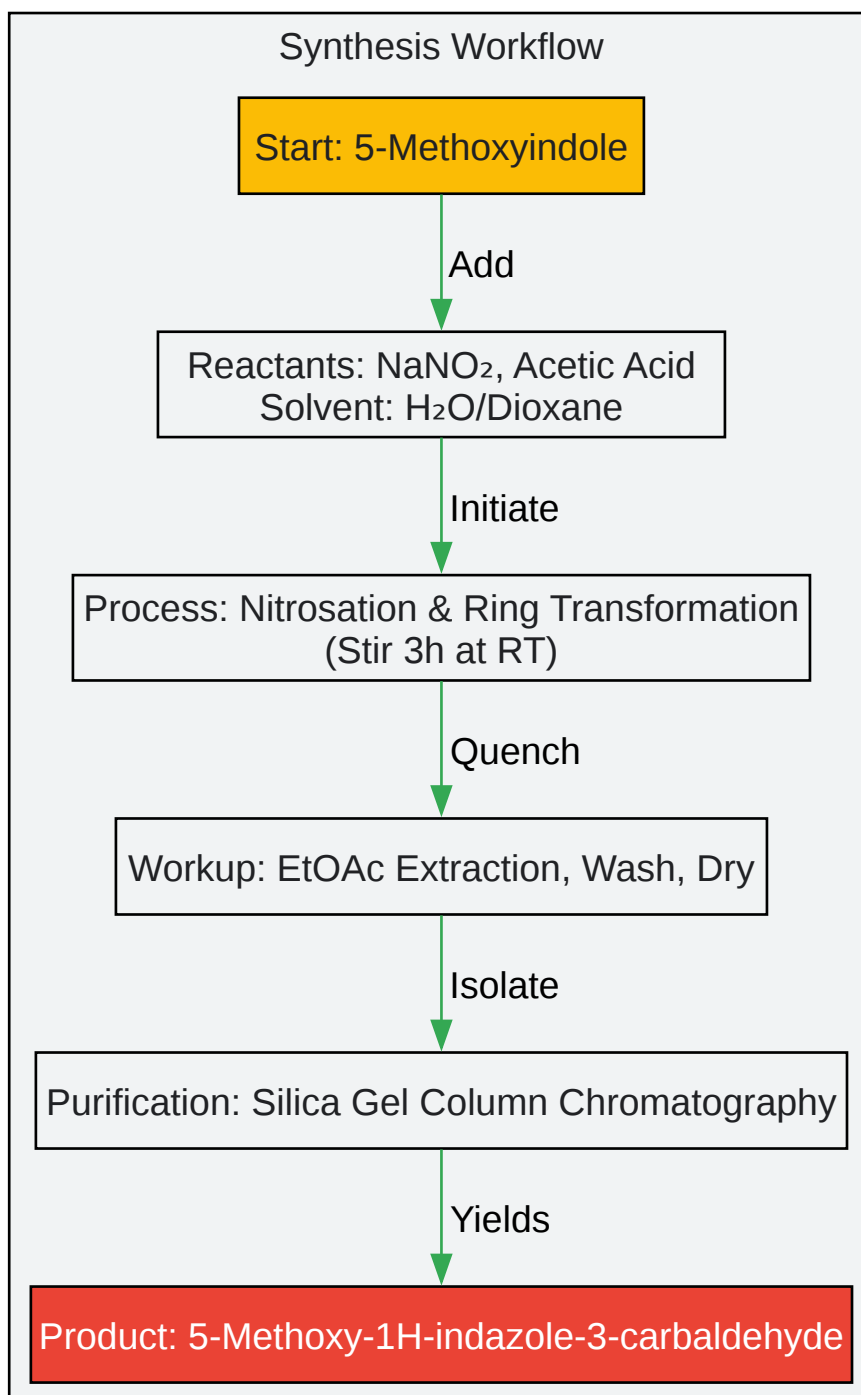 Synthesis Workflow
Start: 5-Methoxyindole
Add
Reactants: NaNO₂, Acetic Acid
Solvent: H₂O/Dioxane
Initiate
Process: Nitrosation & Ring Transformation
(Stir 3h at RT)
Quench
Workup: EtOAc Extraction, Wash, Dry
Isolate
Purification: Silica Gel Column Chromatography
Yields
Product: 5-Methoxy-1H-indazole-3-carbaldehyde